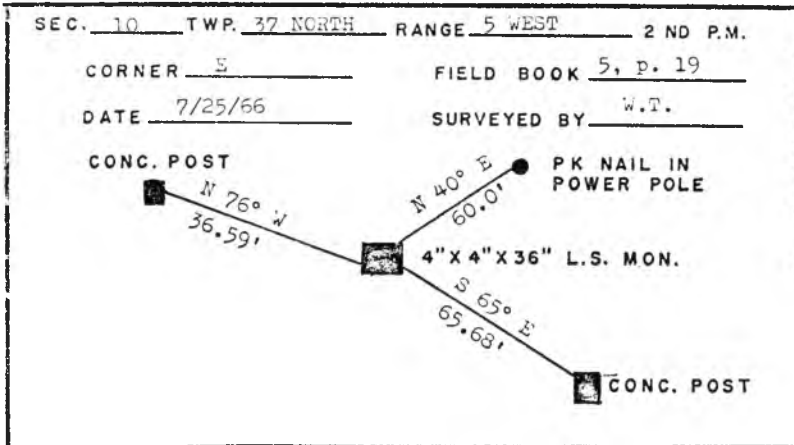 SEC. 10 TWP. 37 NORTH RANGE 5 WEST 2 ND P.M.
CORNER E FIELD BOOK 5, p. 19
DATE 7/25/66 SURVEYED BY W.T.
CONC. POST
N 76° W
36.59'
N 40° E
60.0'
PK NAIL IN
POWER POLE
4"X4"X36" L.S. MON.
S 65° E
65.68'
CONC. POST